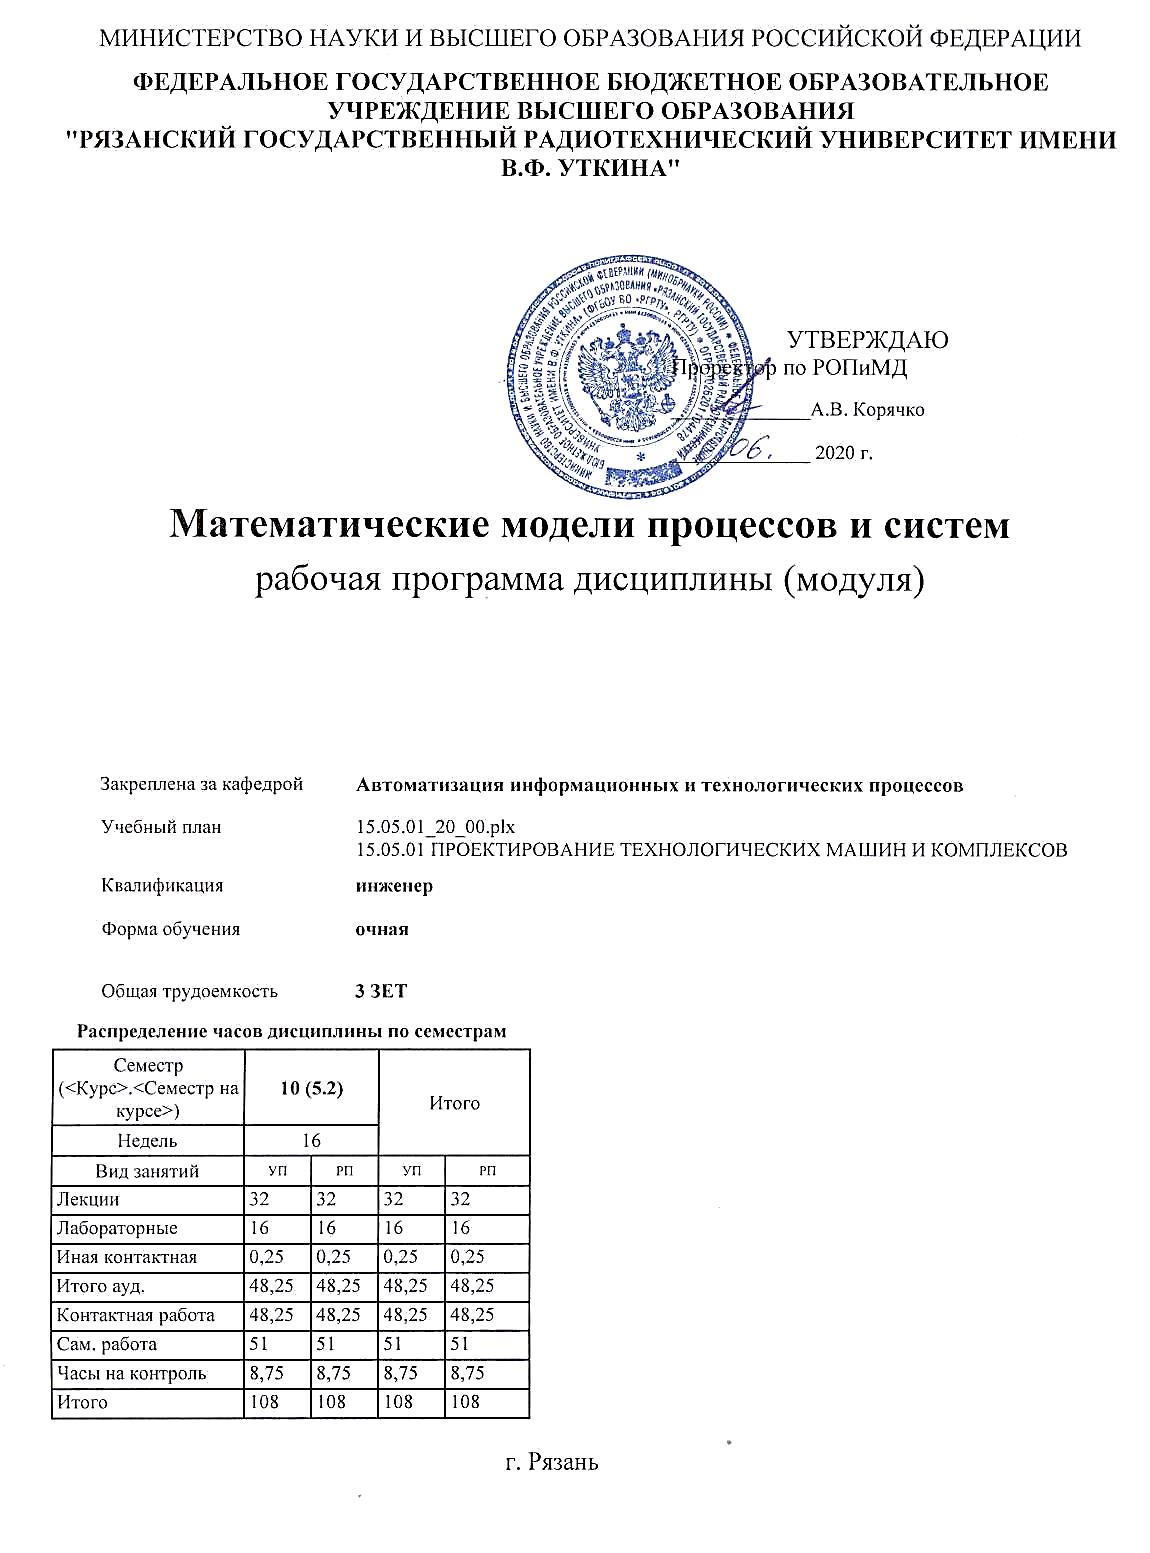 МИНИСТЕРСТВО НАУКИ И ВЫСШЕГО ОБРАЗОВАНИЯ РОССИЙСКОЙ ФЕДЕРАЦИИ
ФЕДЕРАЛЬНОЕ ГОСУДАРСТВЕННОЕ БЮДЖЕТНОЕ ОБРАЗОВАТЕЛЬНОЕ
УЧРЕЖДЕНИЕ ВЫСШЕГО ОБРАЗОВАНИЯ
"РЯЗАНСКИЙ ГОСУДАРСТВЕННЫЙ РАДИОТЕХНИЧЕСКИЙ УНИВЕРСИТЕТ ИМЕНИ
В.Ф. УТКИНА"
УТВЕРЖДАЮ
Проректор по РОПиМД
А.В. Корячко
06. 2020 г.
Математические модели процессов и систем
рабочая программа дисциплины (модуля)
Закреплена за кафедрой Автоматизация информационных и технологических процессов
Учебный план 15.05.01_20_00.plx
15.05.01 ПРОЕКТИРОВАНИЕ ТЕХНОЛОГИЧЕСКИХ МАШИН И КОМПЛЕКСОВ
Квалификация инженер
Форма обучения очная
Общая трудоемкость 3 ЗЕТ
Распределение часов дисциплины по семестрам
Семестр
(<Курс>.<Семестр на
курсе>) 10 (5.2) Итого
Недель 16
Вид занятий УП РП УП РП
Лекции 32 32 32 32
Лабораторные 16 16 16 16
Иная контактная 0,25 0,25 0,25 0,25
Итого ауд. 48,25 48,25 48,25 48,25
Контактная работа 48,25 48,25 48,25 48,25
Сам. работа 51 51 51 51
Часы на контроль 8,75 8,75 8,75 8,75
Итого 108 108 108 108
г. Рязань